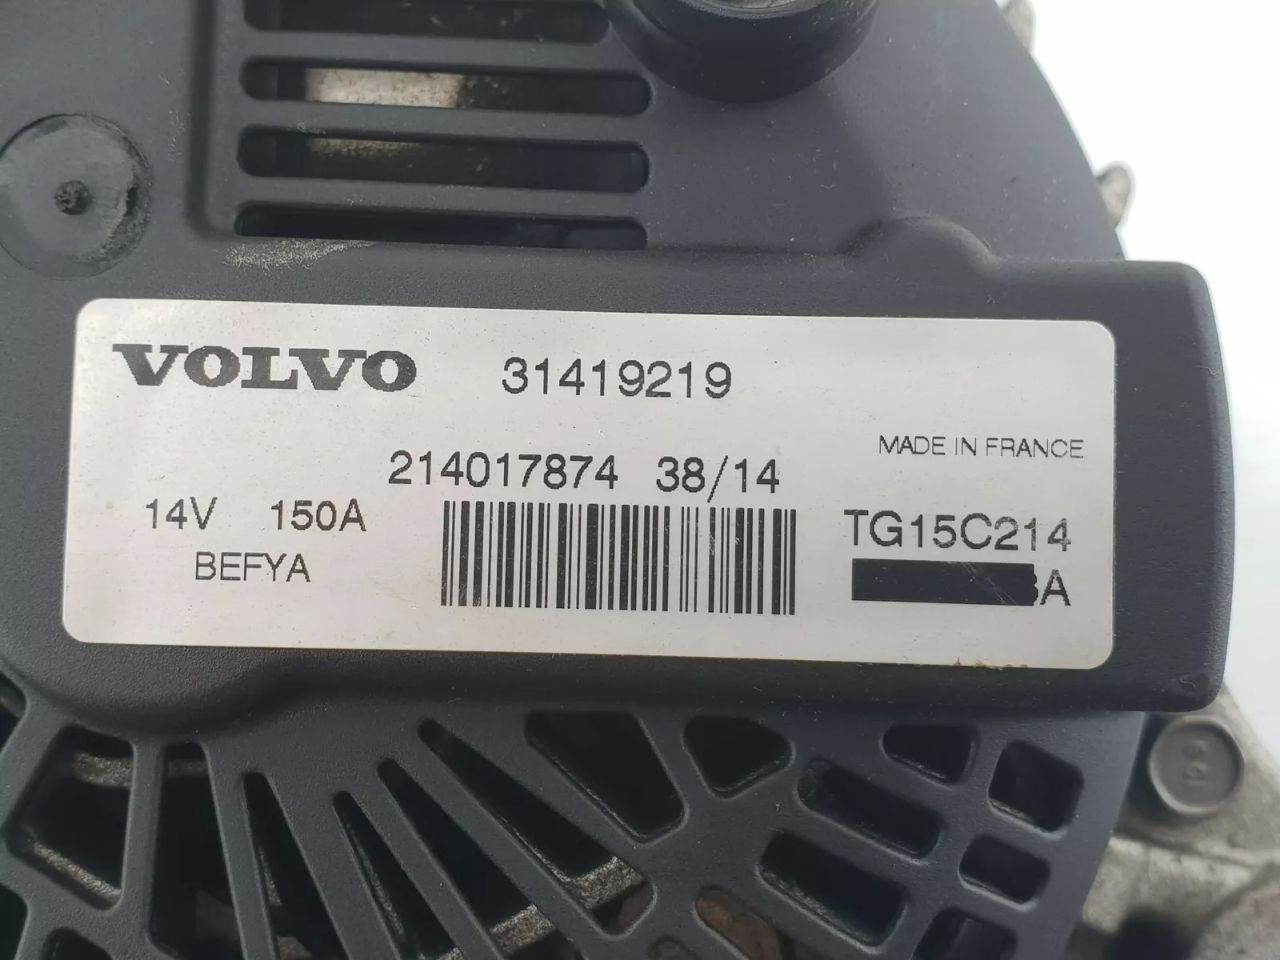 VOLVO 31419219
MADE IN FRANCE
214017874 38/14
14V 150A
TG15C214
BEFYA
A